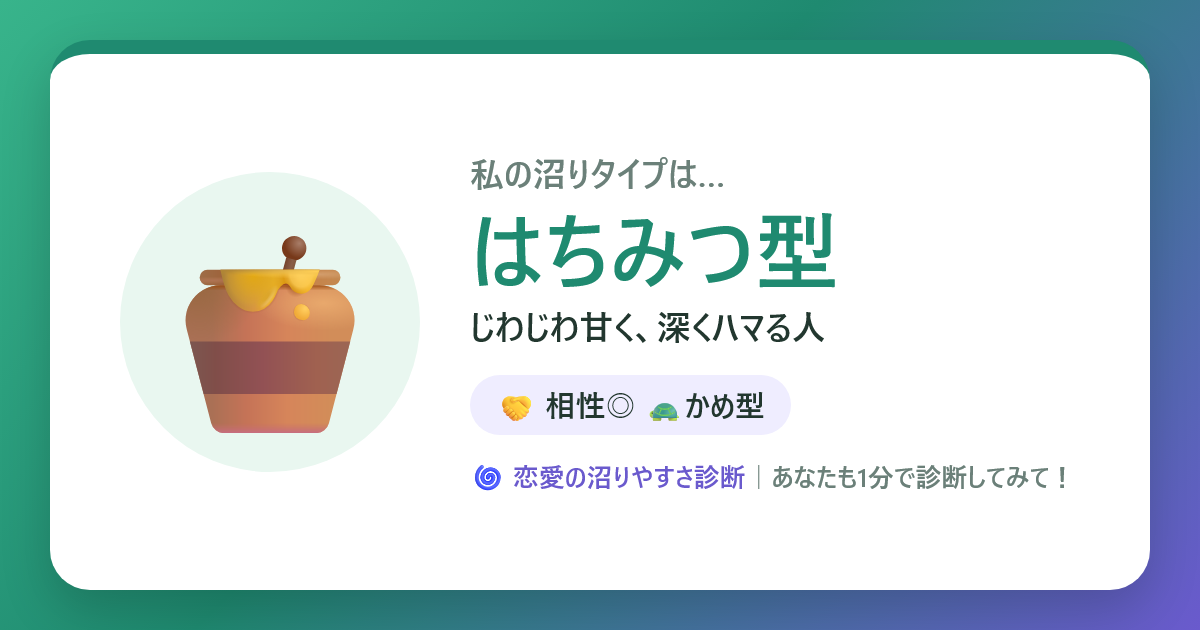 私の沼りタイプは…
はちみつ型
じわじわ甘く、深くハマる人
🤝 相性◎ 🐢かめ型
🌀 恋愛の沼りやすさ診断｜あなたも1分で診断してみて！